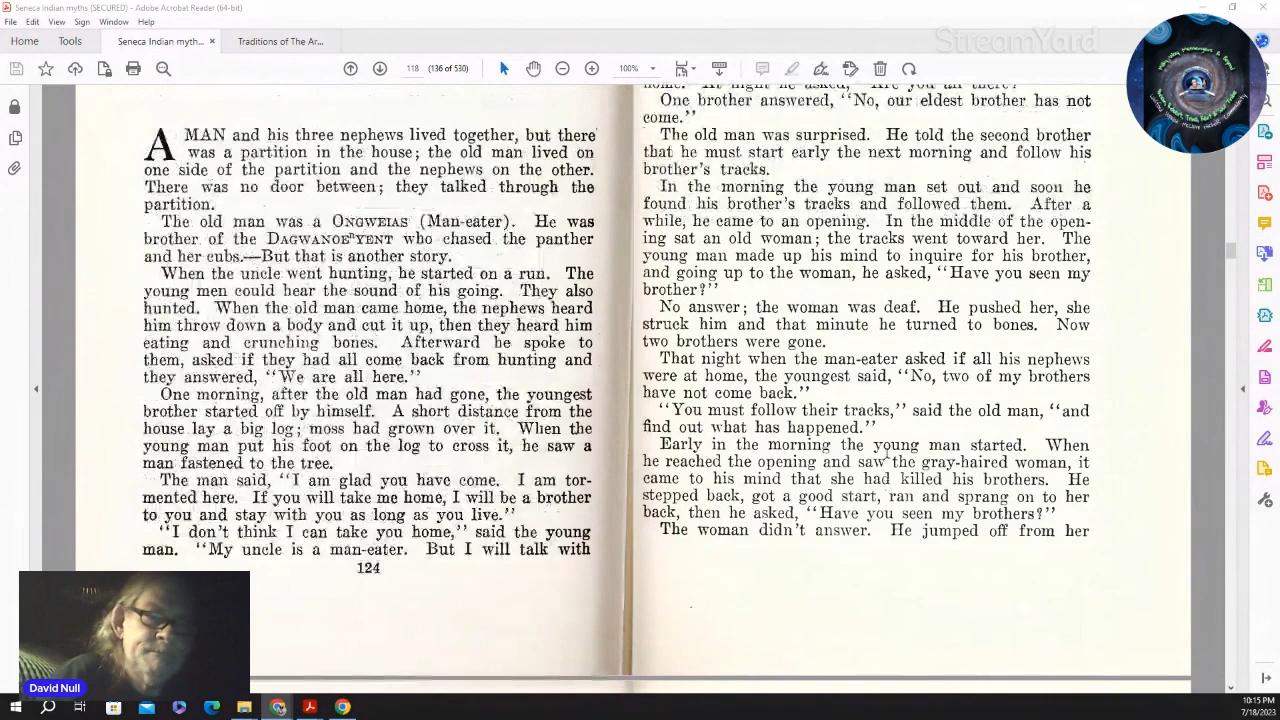 Seneca Indian myths (SECURED) - Adobe Acrobat Reader (64-bit)
File Edit View Sign Window Help
Home Tools Seneca Indian myth... × Traditions of The Ar...
StreamYard
118 (136 of 530) 100%
A MAN and his three nephews lived together, but there
was a partition in the house; the old man lived on
one side of the partition and the nephews on the other.
There was no door between; they talked through the
partition.
The old man was a ONGWEIAS (Man-eater). He was
brother of the DAGWANOEⁿYENT who chased the panther
and her cubs.—But that is another story.
When the uncle went hunting, he started on a run. The
young men could hear the sound of his going. They also
hunted. When the old man came home, the nephews heard
him throw down a body and cut it up, then they heard him
eating and crunching bones. Afterward he spoke to
them, asked if they had all come back from hunting and
they answered, "We are all here."
One morning, after the old man had gone, the youngest
brother started off by himself. A short distance from the
house lay a big log; moss had grown over it. When the
young man put his foot on the log to cross it, he saw a
man fastened to the tree.
The man said, "I am glad you have come. I am tor-
mented here. If you will take me home, I will be a brother
to you and stay with you as long as you live."
"I don't think I can take you home," said the young
man. "My uncle is a man-eater. But I will talk with
124
home. At night he asked, "Are you all there?"
One brother answered, "No, our eldest brother has not
come."
The old man was surprised. He told the second brother
that he must start early the next morning and follow his
brother's tracks.
In the morning the young man set out and soon he
found his brother's tracks and followed them. After a
while, he came to an opening. In the middle of the open-
ing sat an old woman; the tracks went toward her. The
young man made up his mind to inquire for his brother,
and going up to the woman, he asked, "Have you seen my
brother?"
No answer; the woman was deaf. He pushed her, she
struck him and that minute he turned to bones. Now
two brothers were gone.
That night when the man-eater asked if all his nephews
were at home, the youngest said, "No, two of my brothers
have not come back."
"You must follow their tracks," said the old man, "and
find out what has happened."
Early in the morning the young man started. When
he reached the opening and saw the gray-haired woman, it
came to his mind that she had killed his brothers. He
stepped back, got a good start, ran and sprang on to her
back, then he asked, "Have you seen my brothers?"
The woman didn't answer. He jumped off from her
David Null
10:15 PM
7/18/2023